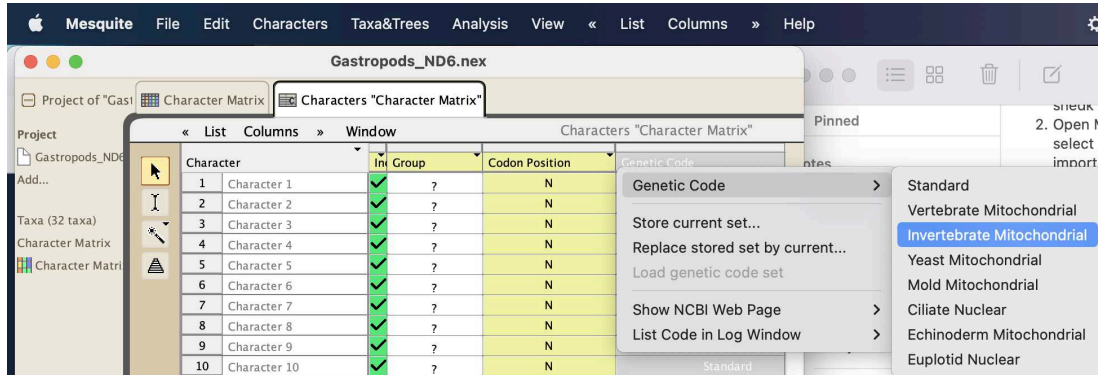 Mesquite File Edit Characters Taxa&Trees Analysis View « List Columns » Help
Gastropods_ND6.nex
Project of "Gast
Character Matrix
Characters "Character Matrix"
« List Columns » Window
Characters "Character Matrix"
Project
Gastropods_ND6
Add...
Taxa (32 taxa)
Character Matrix
Character Matri
Character Group Codon Position Genetic Code
1 Character 1 ? N
2 Character 2 ? N
3 Character 3 ? N
4 Character 4 ? N
5 Character 5 ? N
6 Character 6 ? N
7 Character 7 ? N
8 Character 8 ? N
9 Character 9 ? N
10 Character 10 ? N Standard
Genetic Code
Store current set...
Replace stored set by current...
Load genetic code set
Show NCBI Web Page
List Code in Log Window
Standard
Vertebrate Mitochondrial
Invertebrate Mitochondrial
Yeast Mitochondrial
Mold Mitochondrial
Ciliate Nuclear
Echinoderm Mitochondrial
Euplotid Nuclear
Pinned
otes
2. Open
select
import